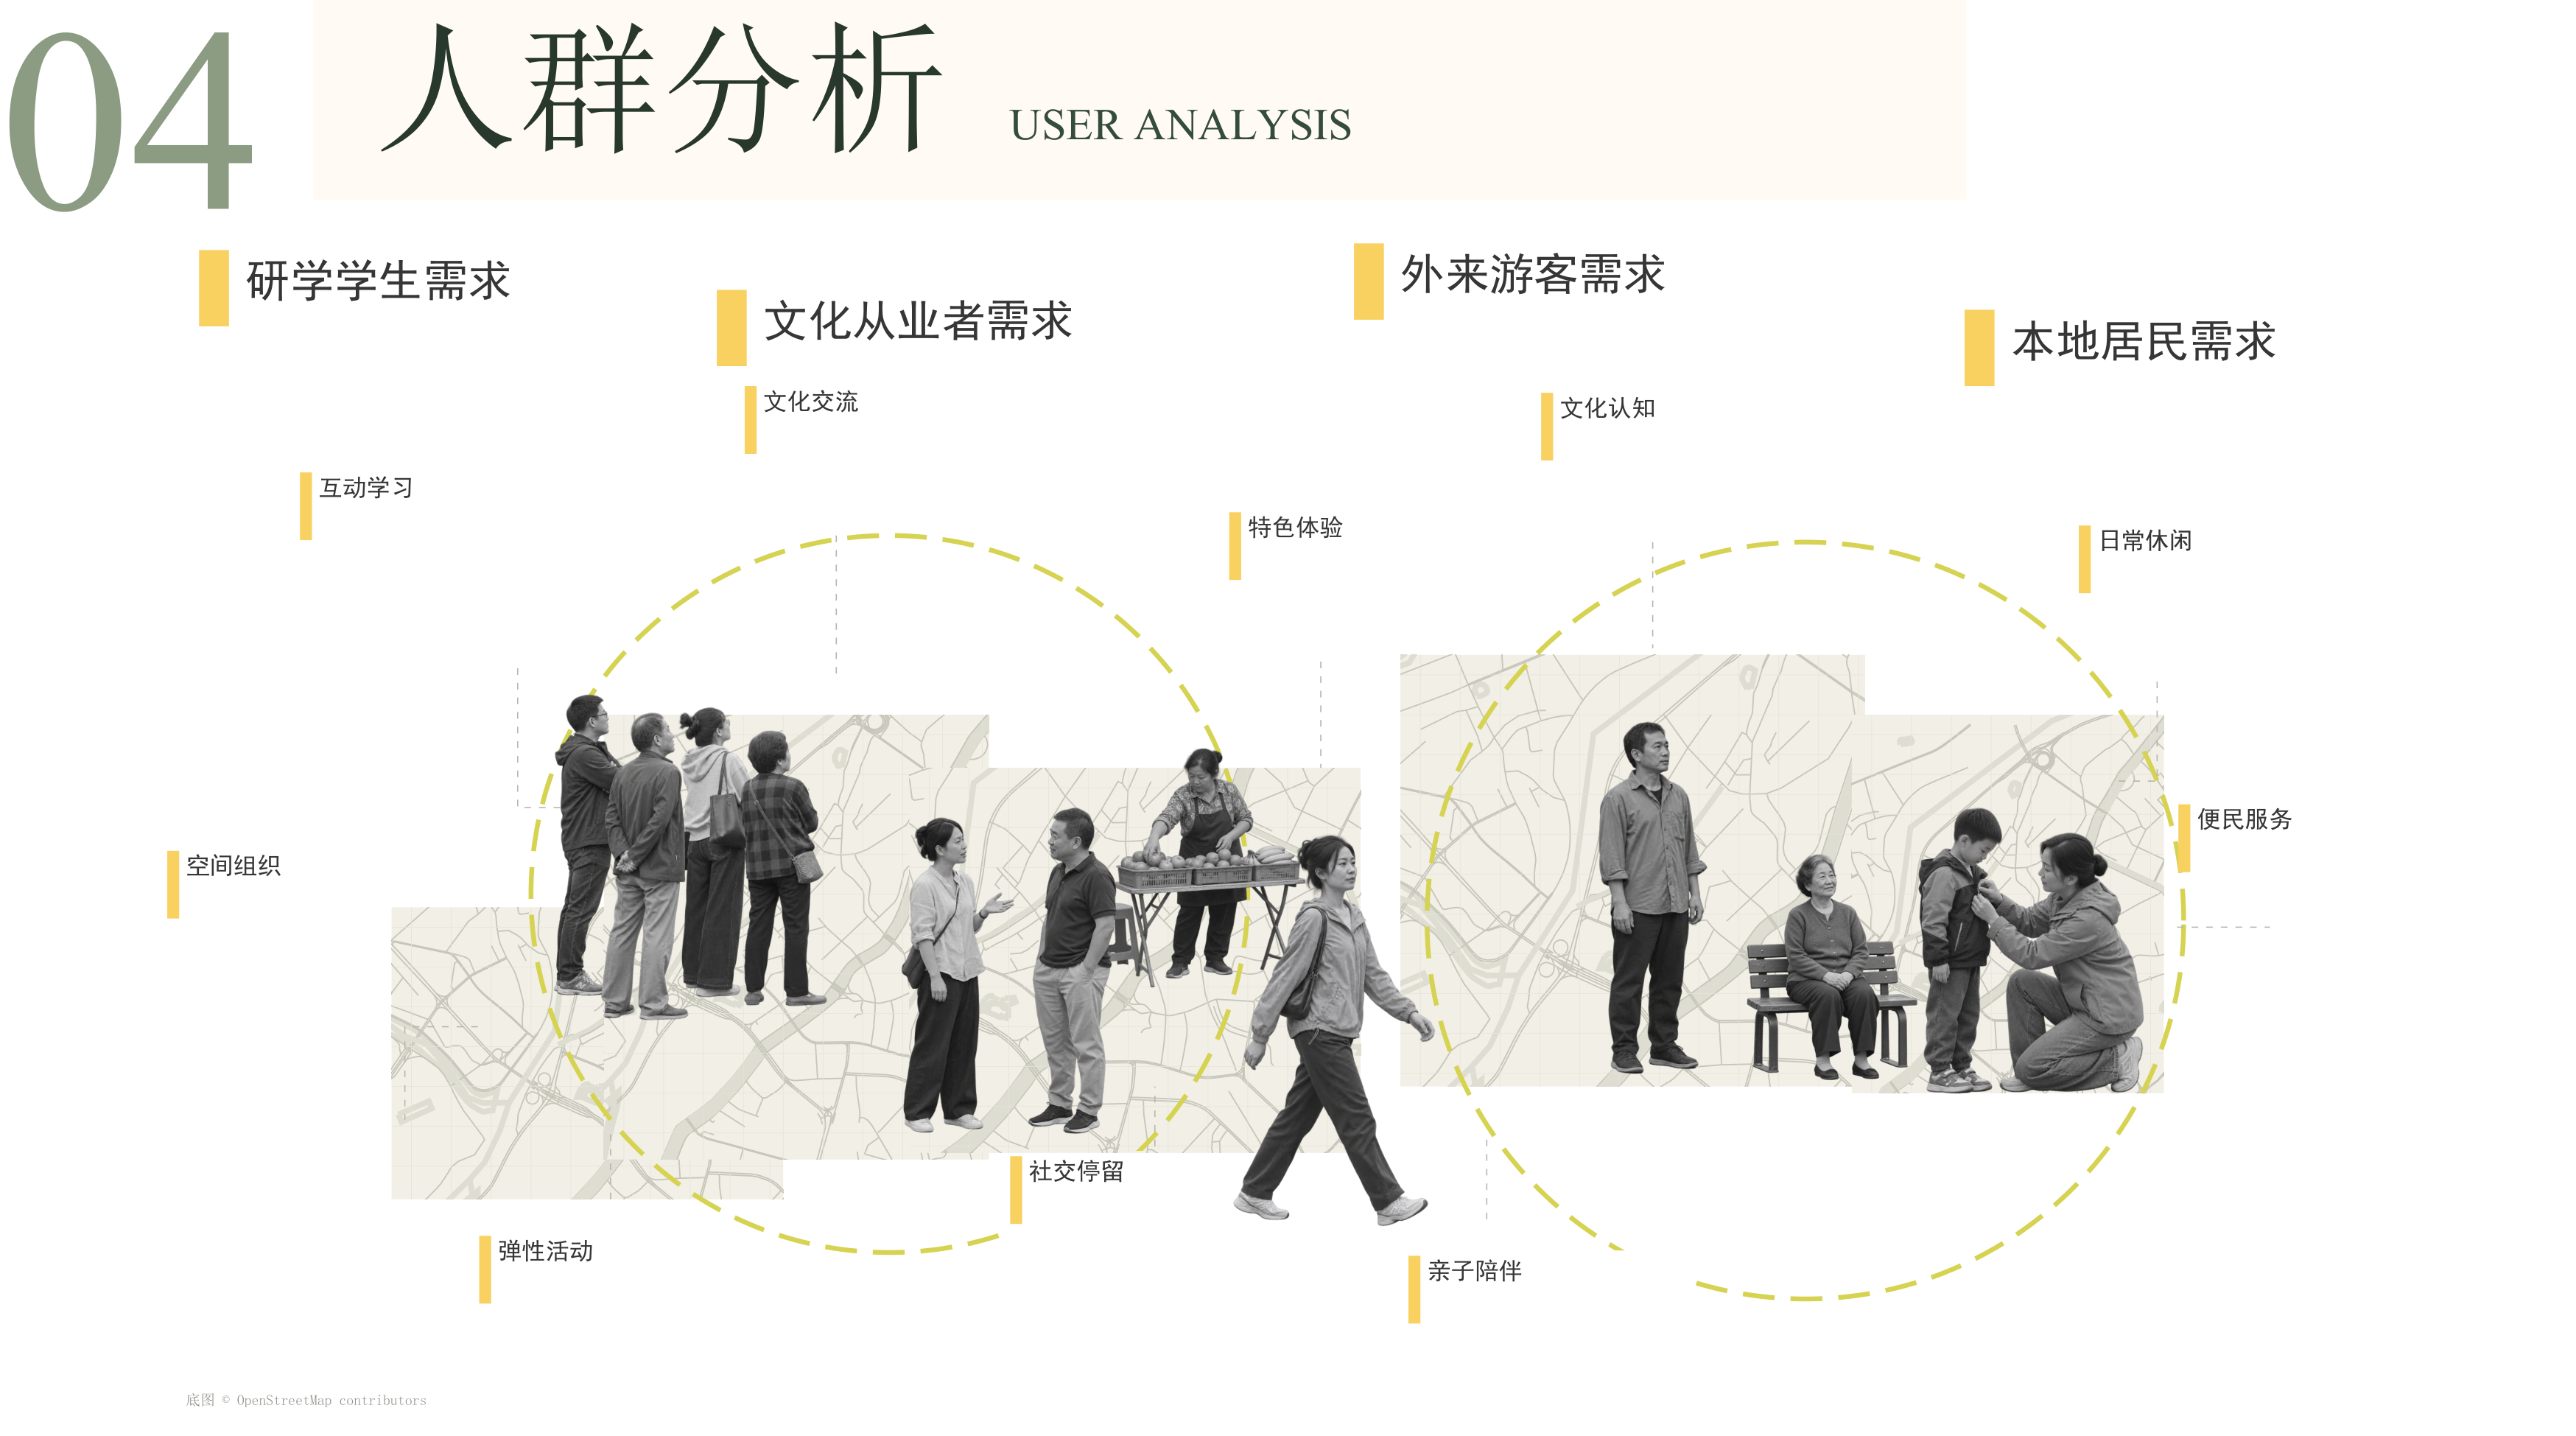 04
人群分析
USER ANALYSIS
研学学生需求
文化从业者需求
外来游客需求
本地居民需求
文化交流
文化认知
互动学习
特色体验
日常休闲
便民服务
空间组织
社交停留
弹性活动
亲子陪伴
底图 © OpenStreetMap contributors